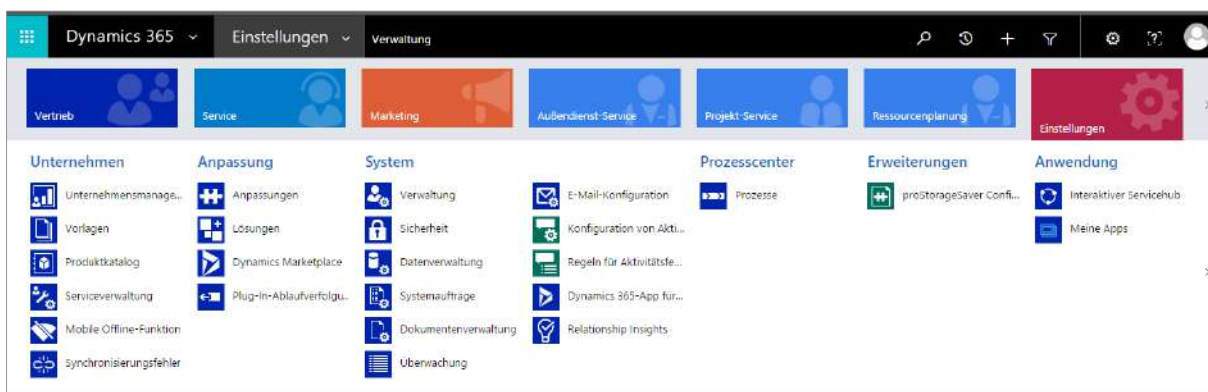 Dynamics 365 Einstellungen Verwaltung
Vertrieb Service Marketing Außendienst-Service Projekt-Service Ressourcenplanung Einstellungen
Unternehmen Anpassung System Prozesscenter Erweiterungen Anwendung
Unternehmensmanage... Anpassungen Verwaltung E-Mail-Konfiguration Prozesse proStorageSaver Confi... Interaktiver Servicehub
Vorlagen Lösungen Sicherheit Konfiguration von Akti... Meine Apps
Produktkatalog Dynamics Marketplace Datenverwaltung Regeln für Aktivitätsfe...
Serviceverwaltung Plug-In-Ablaufverfolgu... Systemaufträge Dynamics 365-App für...
Mobile Offline-Funktion Dokumentenverwaltung Relationship Insights
Synchronisierungsfehler Überwachung